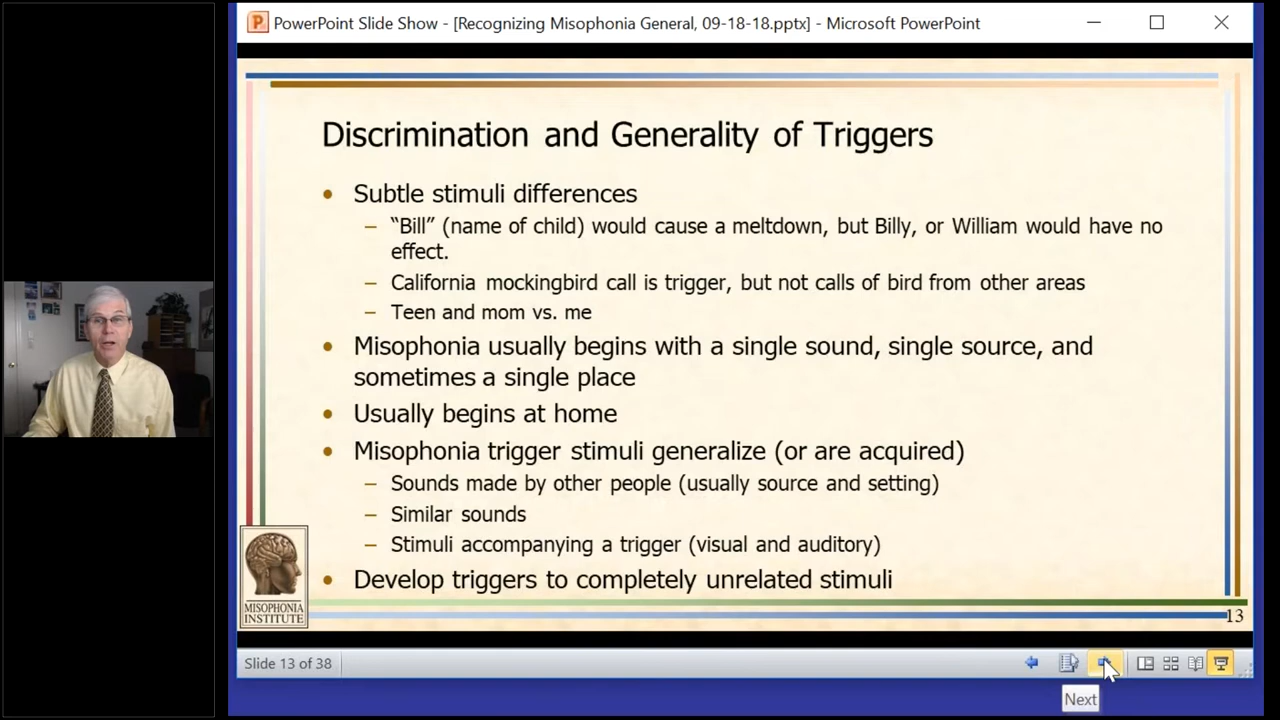 PowerPoint Slide Show - [Recognizing Misophonia General, 09-18-18.pptx] - Microsoft PowerPoint
Discrimination and Generality of Triggers
• Subtle stimuli differences
– “Bill” (name of child) would cause a meltdown, but Billy, or William would have no
effect.
– California mockingbird call is trigger, but not calls of bird from other areas
– Teen and mom vs. me
• Misophonia usually begins with a single sound, single source, and
sometimes a single place
• Usually begins at home
• Misophonia trigger stimuli generalize (or are acquired)
– Sounds made by other people (usually source and setting)
– Similar sounds
– Stimuli accompanying a trigger (visual and auditory)
• Develop triggers to completely unrelated stimuli
MISOPHONIA
INSTITUTE
13
Slide 13 of 38
Next